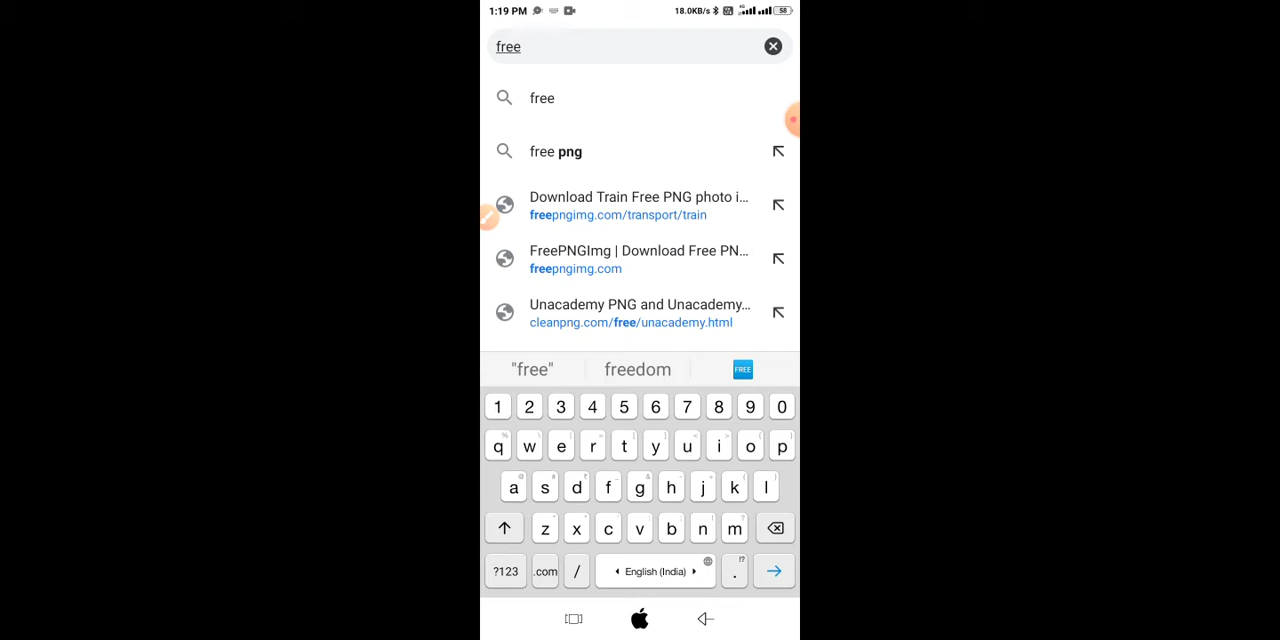 1:19 PM 18.0KB/s 4G 58
free
free
free png
Download Train Free PNG photo i...
freepngimg.com/transport/train
FreePNGImg | Download Free PN...
freepngimg.com
Unacademy PNG and Unacademy...
cleanpng.com/free/unacademy.html
"free" freedom FREE
1 2 3 4 5 6 7 8 9 0
q w e r t y u i o p
a s d f g h j k l
z x c v b n m
?123 .com / English (India) . !?